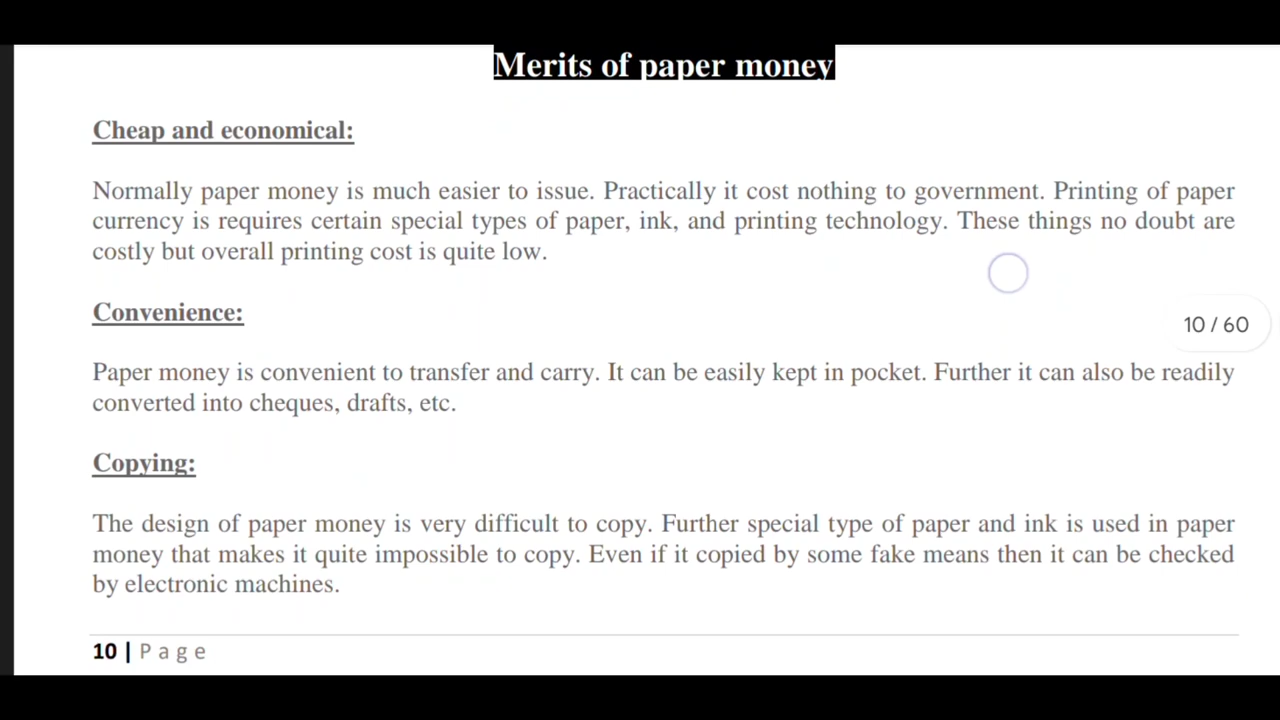 Merits of paper money
Cheap and economical:
Normally paper money is much easier to issue. Practically it cost nothing to government. Printing of paper
currency is requires certain special types of paper, ink, and printing technology. These things no doubt are
costly but overall printing cost is quite low.
Convenience:
10 / 60
Paper money is convenient to transfer and carry. It can be easily kept in pocket. Further it can also be readily
converted into cheques, drafts, etc.
Copying:
The design of paper money is very difficult to copy. Further special type of paper and ink is used in paper
money that makes it quite impossible to copy. Even if it copied by some fake means then it can be checked
by electronic machines.
10 | Page